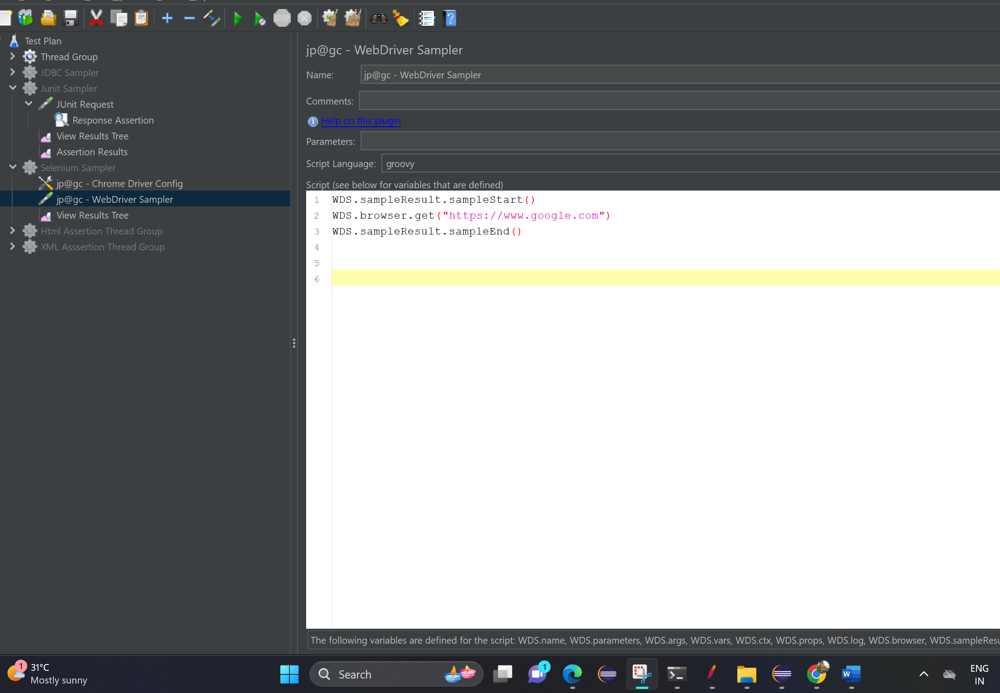 STOP
Test Plan
Thread Group
JDBC Sampler
Junit Sampler
JUnit Request
Response Assertion
View Results Tree
Assertion Results
Selenium Sampler
jp@gc - Chrome Driver Config
jp@gc - WebDriver Sampler
View Results Tree
Html Assertion Thread Group
XML Asssertion Thread Group
jp@gc - WebDriver Sampler
Name: jp@gc - WebDriver Sampler
Comments:
Help on this plugin
Parameters:
Script Language: groovy
Script (see below for variables that are defined)
1 WDS.sampleResult.sampleStart()
2 WDS.browser.get("https://www.google.com")
3 WDS.sampleResult.sampleEnd()
4
5
6
The following variables are defined for the script: WDS.name, WDS.parameters, WDS.args, WDS.vars, WDS.ctx, WDS.props, WDS.log, WDS.browser, WDS.sampleResu
1
31°C
Mostly sunny
Search
1
W
ENG
IN